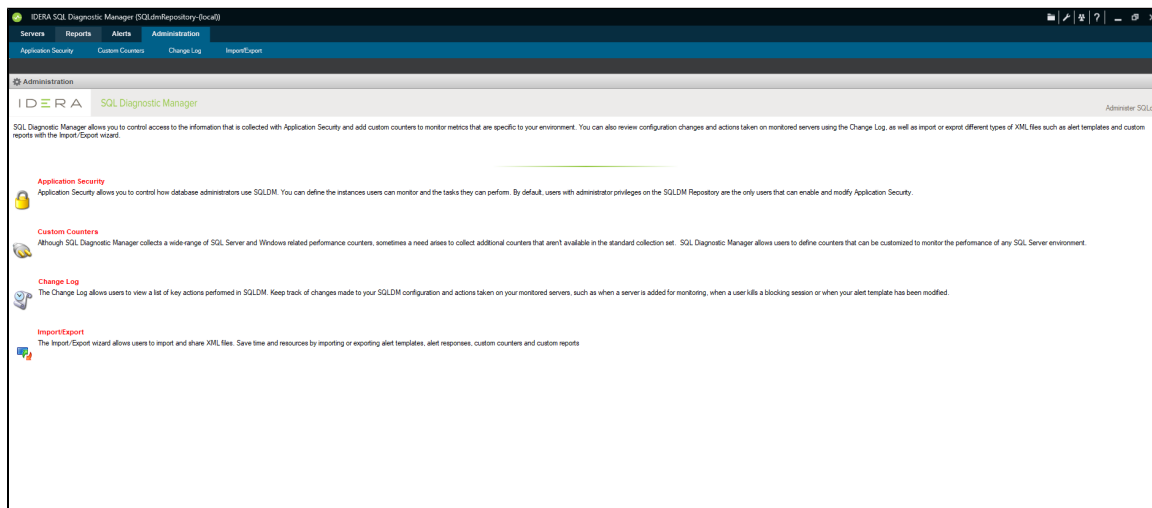 IDERA SQL Diagnostic Manager (SQLdmRepository-(local))
Servers Reports Alerts Administration
Application Security Custom Counters Change Log Import/Export
Administration
IDERA SQL Diagnostic Manager
Administer SQLd
SQL Diagnostic Manager allows you to control access to the information that is collected with Application Security and add custom counters to monitor metrics that are specific to your environment. You can also review configuration changes and actions taken on monitored servers using the Change Log, as well as import or exprot different types of XML files such as alert templates and custom
reports with the Import/Export wizard.
Application Security
Application Security allows you to control how database administrators use SQLDM. You can define the instances users can monitor and the tasks they can perform. By default, users with administrator privileges on the SQLDM Repository are the only users that can enable and modify Application Security.
Custom Counters
Although SQL Diagnostic Manager collects a wide-range of SQL Server and Windows related performance counters, sometimes a need arises to collect additional counters that aren't available in the standard collection set. SQL Diagnostic Manager allows users to define counters that can be customized to monitor the performance of any SQL Server environment.
Change Log
The Change Log allows users to view a list of key actions performed in SQLDM. Keep track of changes made to your SQLDM configuration and actions taken on your monitored servers, such as when a server is added for monitoring, when a user kills a blocking session or when your alert template has been modified.
Import/Export
The Import/Export wizard allows users to import and share XML files. Save time and resources by importing or exporting alert templates, alert responses, custom counters and custom reports